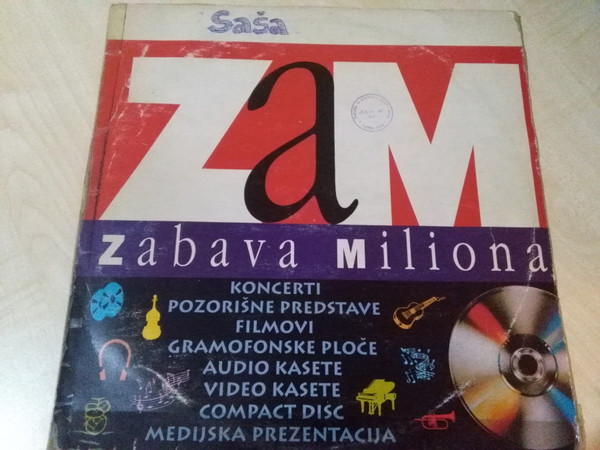 Saša
ZaM
Zabava Miliona
KONCERTI
POZORIŠNE PREDSTAVE
FILMOVI
GRAMOFONSKE PLOČE
AUDIO KASETE
VIDEO KASETE
COMPACT DISC
MEDIJSKA PREZENTACIJA